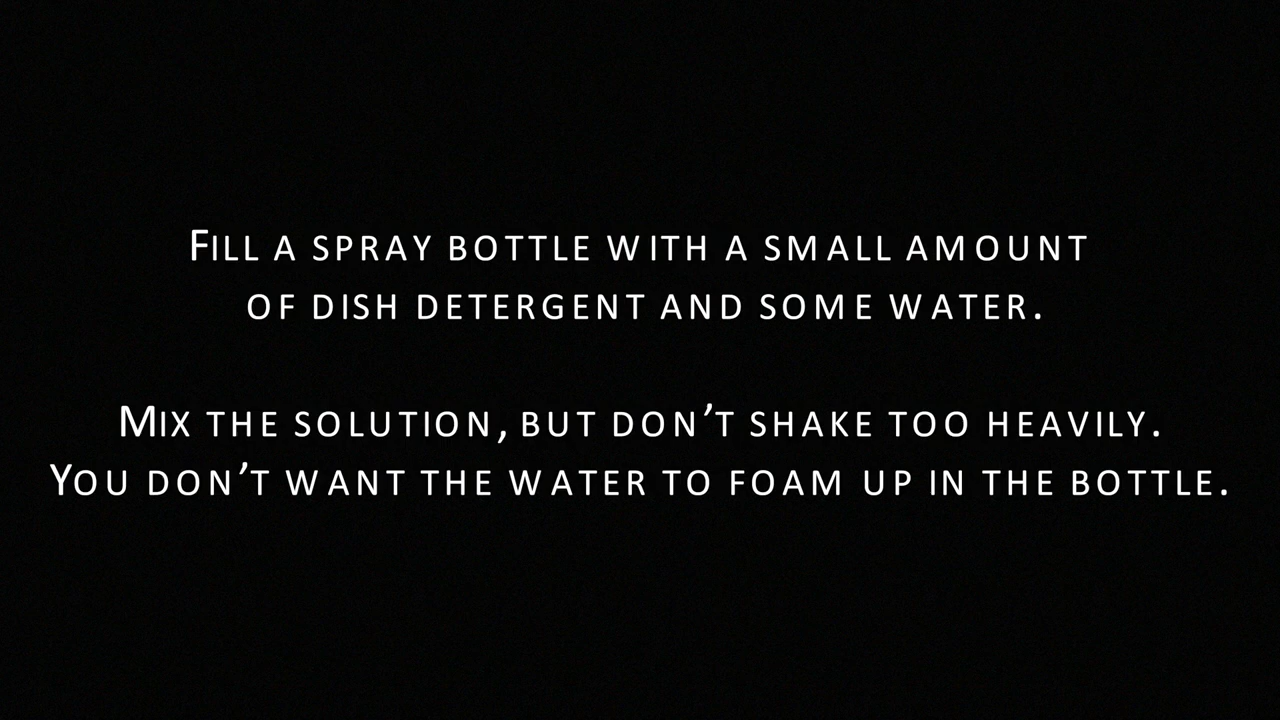 Fill a spray bottle with a small amount
of dish detergent and some water.
Mix the solution, but don’t shake too heavily.
You don’t want the water to foam up in the bottle.